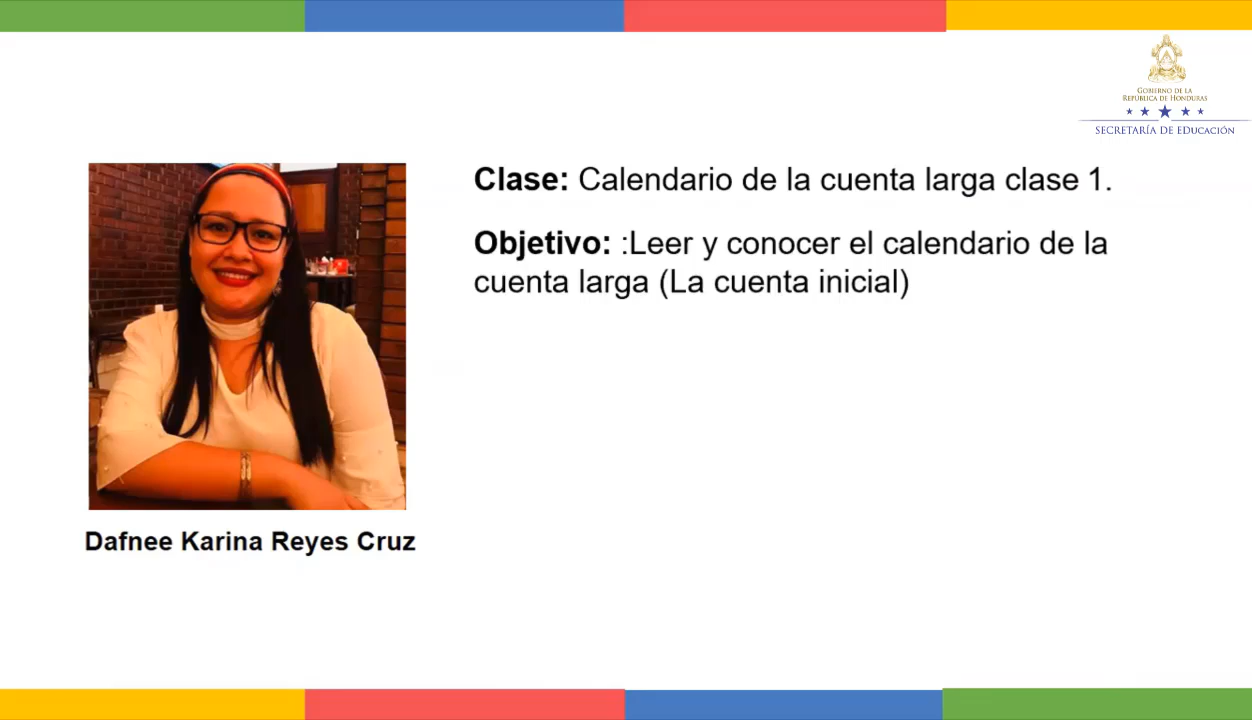 GOBIERNO DE LA
REPÚBLICA DE HONDURAS
SECRETARÍA DE EDUCACIÓN
Clase: Calendario de la cuenta larga clase 1.
Objetivo: :Leer y conocer el calendario de la
cuenta larga (La cuenta inicial)
Dafnee Karina Reyes Cruz